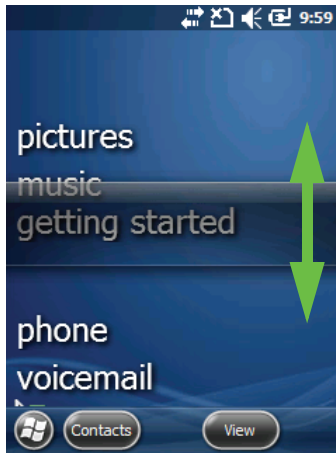 9:59
pictures
music
getting started
phone
voicemail
Contacts
View